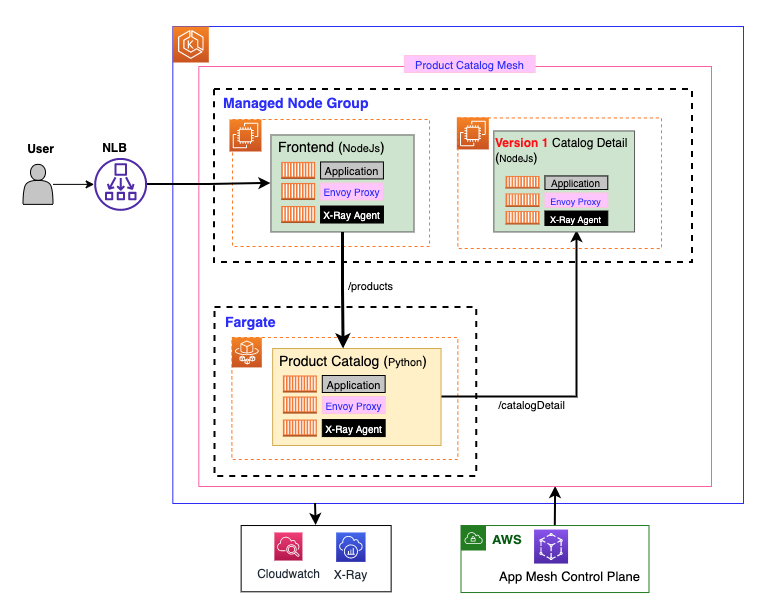 Product Catalog Mesh
Managed Node Group
User
NLB
Frontend (NodeJs)
Application
Envoy Proxy
X-Ray Agent
Version 1 Catalog Detail
(NodeJs)
Application
Envoy Proxy
X-Ray Agent
/products
Fargate
Product Catalog (Python)
Application
Envoy Proxy
X-Ray Agent
/catalogDetail
Cloudwatch
X-Ray
AWS
App Mesh Control Plane